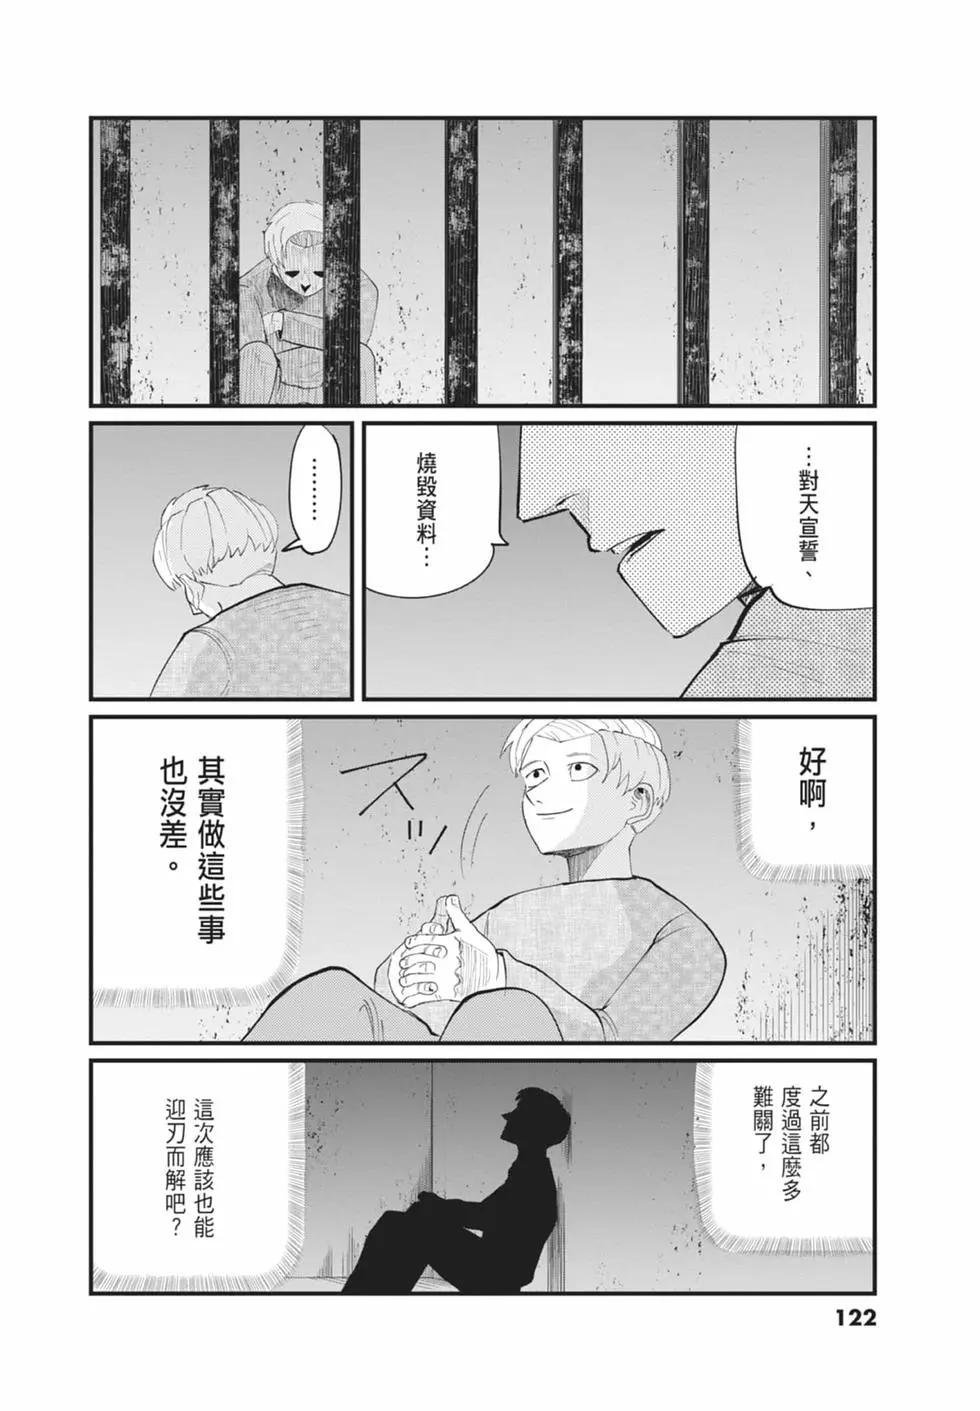 …對天宣誓、
燒毀資料…
………
好啊，
スッ
其實做這些事
也沒差。
之前都
度過這麼多
難關了，
這次應該也能
迎刃而解吧？
122